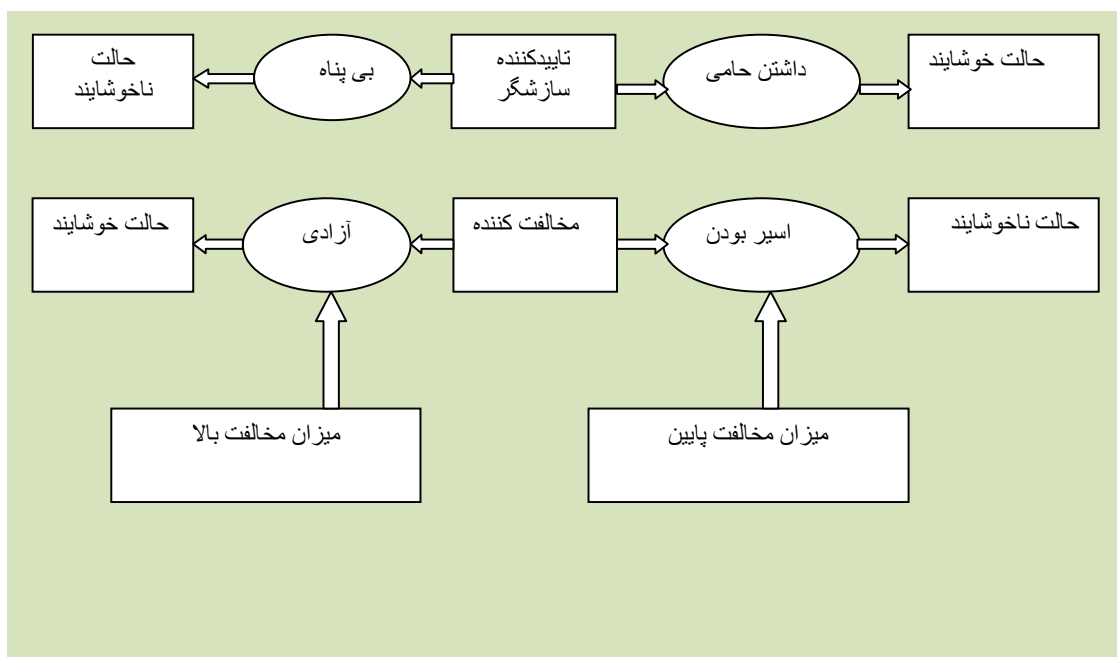 حالت خوشایند
داشتن حامی
تاییدکننده
سازشگر
بی پناه
حالت
ناخوشایند
حالت ناخوشایند
اسیر بودن
مخالفت کننده
آزادی
حالت خوشایند
میزان مخالفت پایین
میزان مخالفت بالا